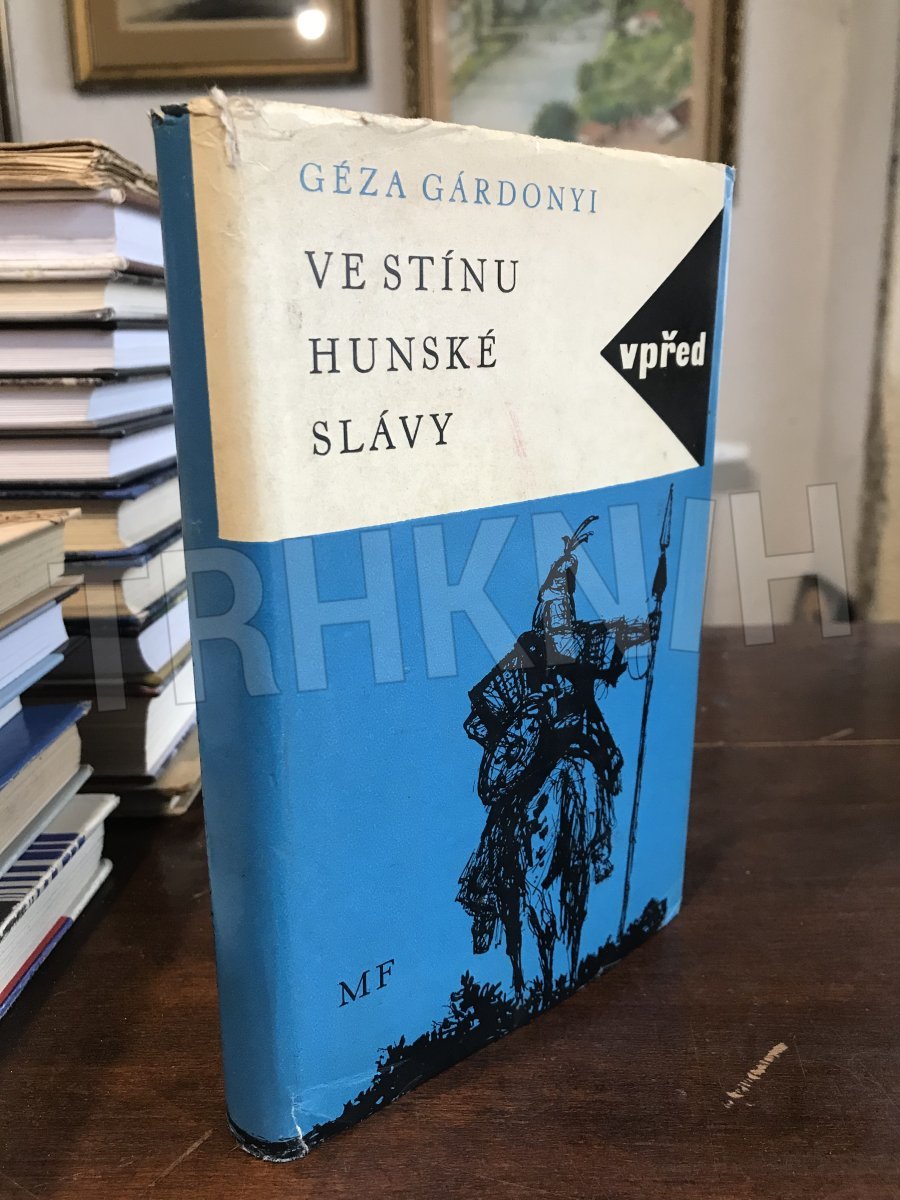 GÉZA GÁRDONYI
VE STÍNU
HUNSKÉ
SLÁVY
vpřed
TRHKNIH
MF